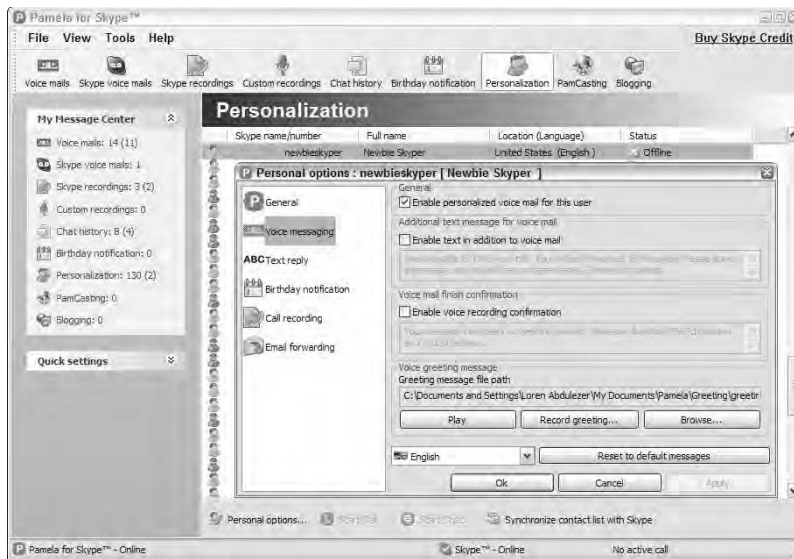 Pamela for Skype™
File View Tools Help
Buy Skype Credit
Voice mails Skype voice mails Skype recordings Custom recordings Chat history Birthday notification Personalization PamCasting Blogging
My Message Center
Voice mails: 14 (11)
Skype voice mails: 1
Skype recordings: 3 (2)
Custom recordings: 0
Chat history: 8 (4)
Birthday notification: 0
Personalization: 130 (2)
PamCasting: 0
Blogging: 0
Quick settings
Personalization
Skype name/number Full name Location (Language) Status
newbieskyper Newbie Skyper United States (English ) Offline
Personal options : newbieskyper [ Newbie Skyper ]
General
Voice messaging
ABC Text reply
Birthday notification
Call recording
Email forwarding
General
Enable personalized voice mail for this user
Additional text message for voice mail
Enable text in addition to voice mail
Voice mail finish confirmation
Enable voice recording confirmation
Voice greeting message
Greeting message file path
C:\Documents and Settings\Loren Abdulezer\My Documents\Pamela\Greeting\greetin
Play Record greeting... Browse...
English Reset to default messages
Ok Cancel Apply
Personal options... Start Call Start Chat Synchronize contact list with Skype
Pamela for Skype™ - Online Skype™ - Online No active call